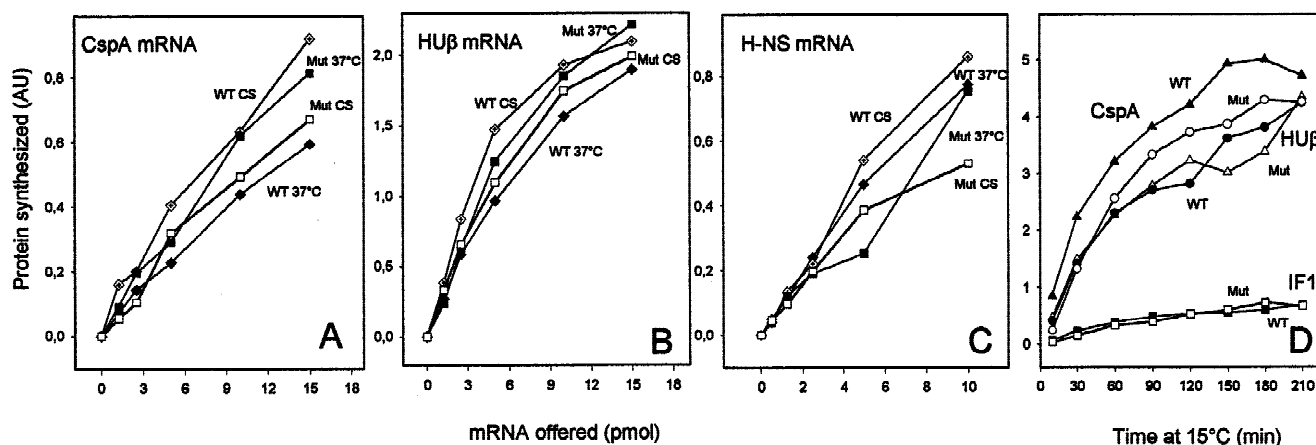 Protein synthesized (AU)
CspA mRNA
0,8
0,6
0,4
0,2
0,0
WT CS
Mut 37°C
Mut CS
WT 37°C
A
0 3 6 9 12 15 18
HUβ mRNA
2,0
1,5
1,0
0,5
0,0
Mut 37°C
Mut CS
WT CS
WT 37°C
B
0 3 6 9 12 15 18
mRNA offered (pmol)
H-NS mRNA
0,8
0,6
0,4
0,2
0,0
WT 37°C
WT CS
Mut 37°C
Mut CS
C
0 2 4 6 8 10
6
5
4
3
2
1
0
WT
CspA
Mut
HUβ
Mut
WT
IF1
Mut
WT
D
0 30 60 90 120 150 180 210
Time at 15°C (min)